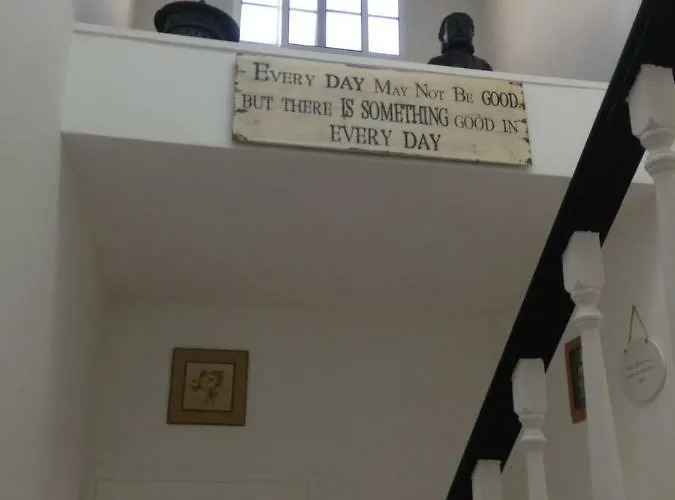 EVERY DAY MAY NOT BE GOOD,
BUT THERE IS SOMETHING GOOD IN
EVERY DAY